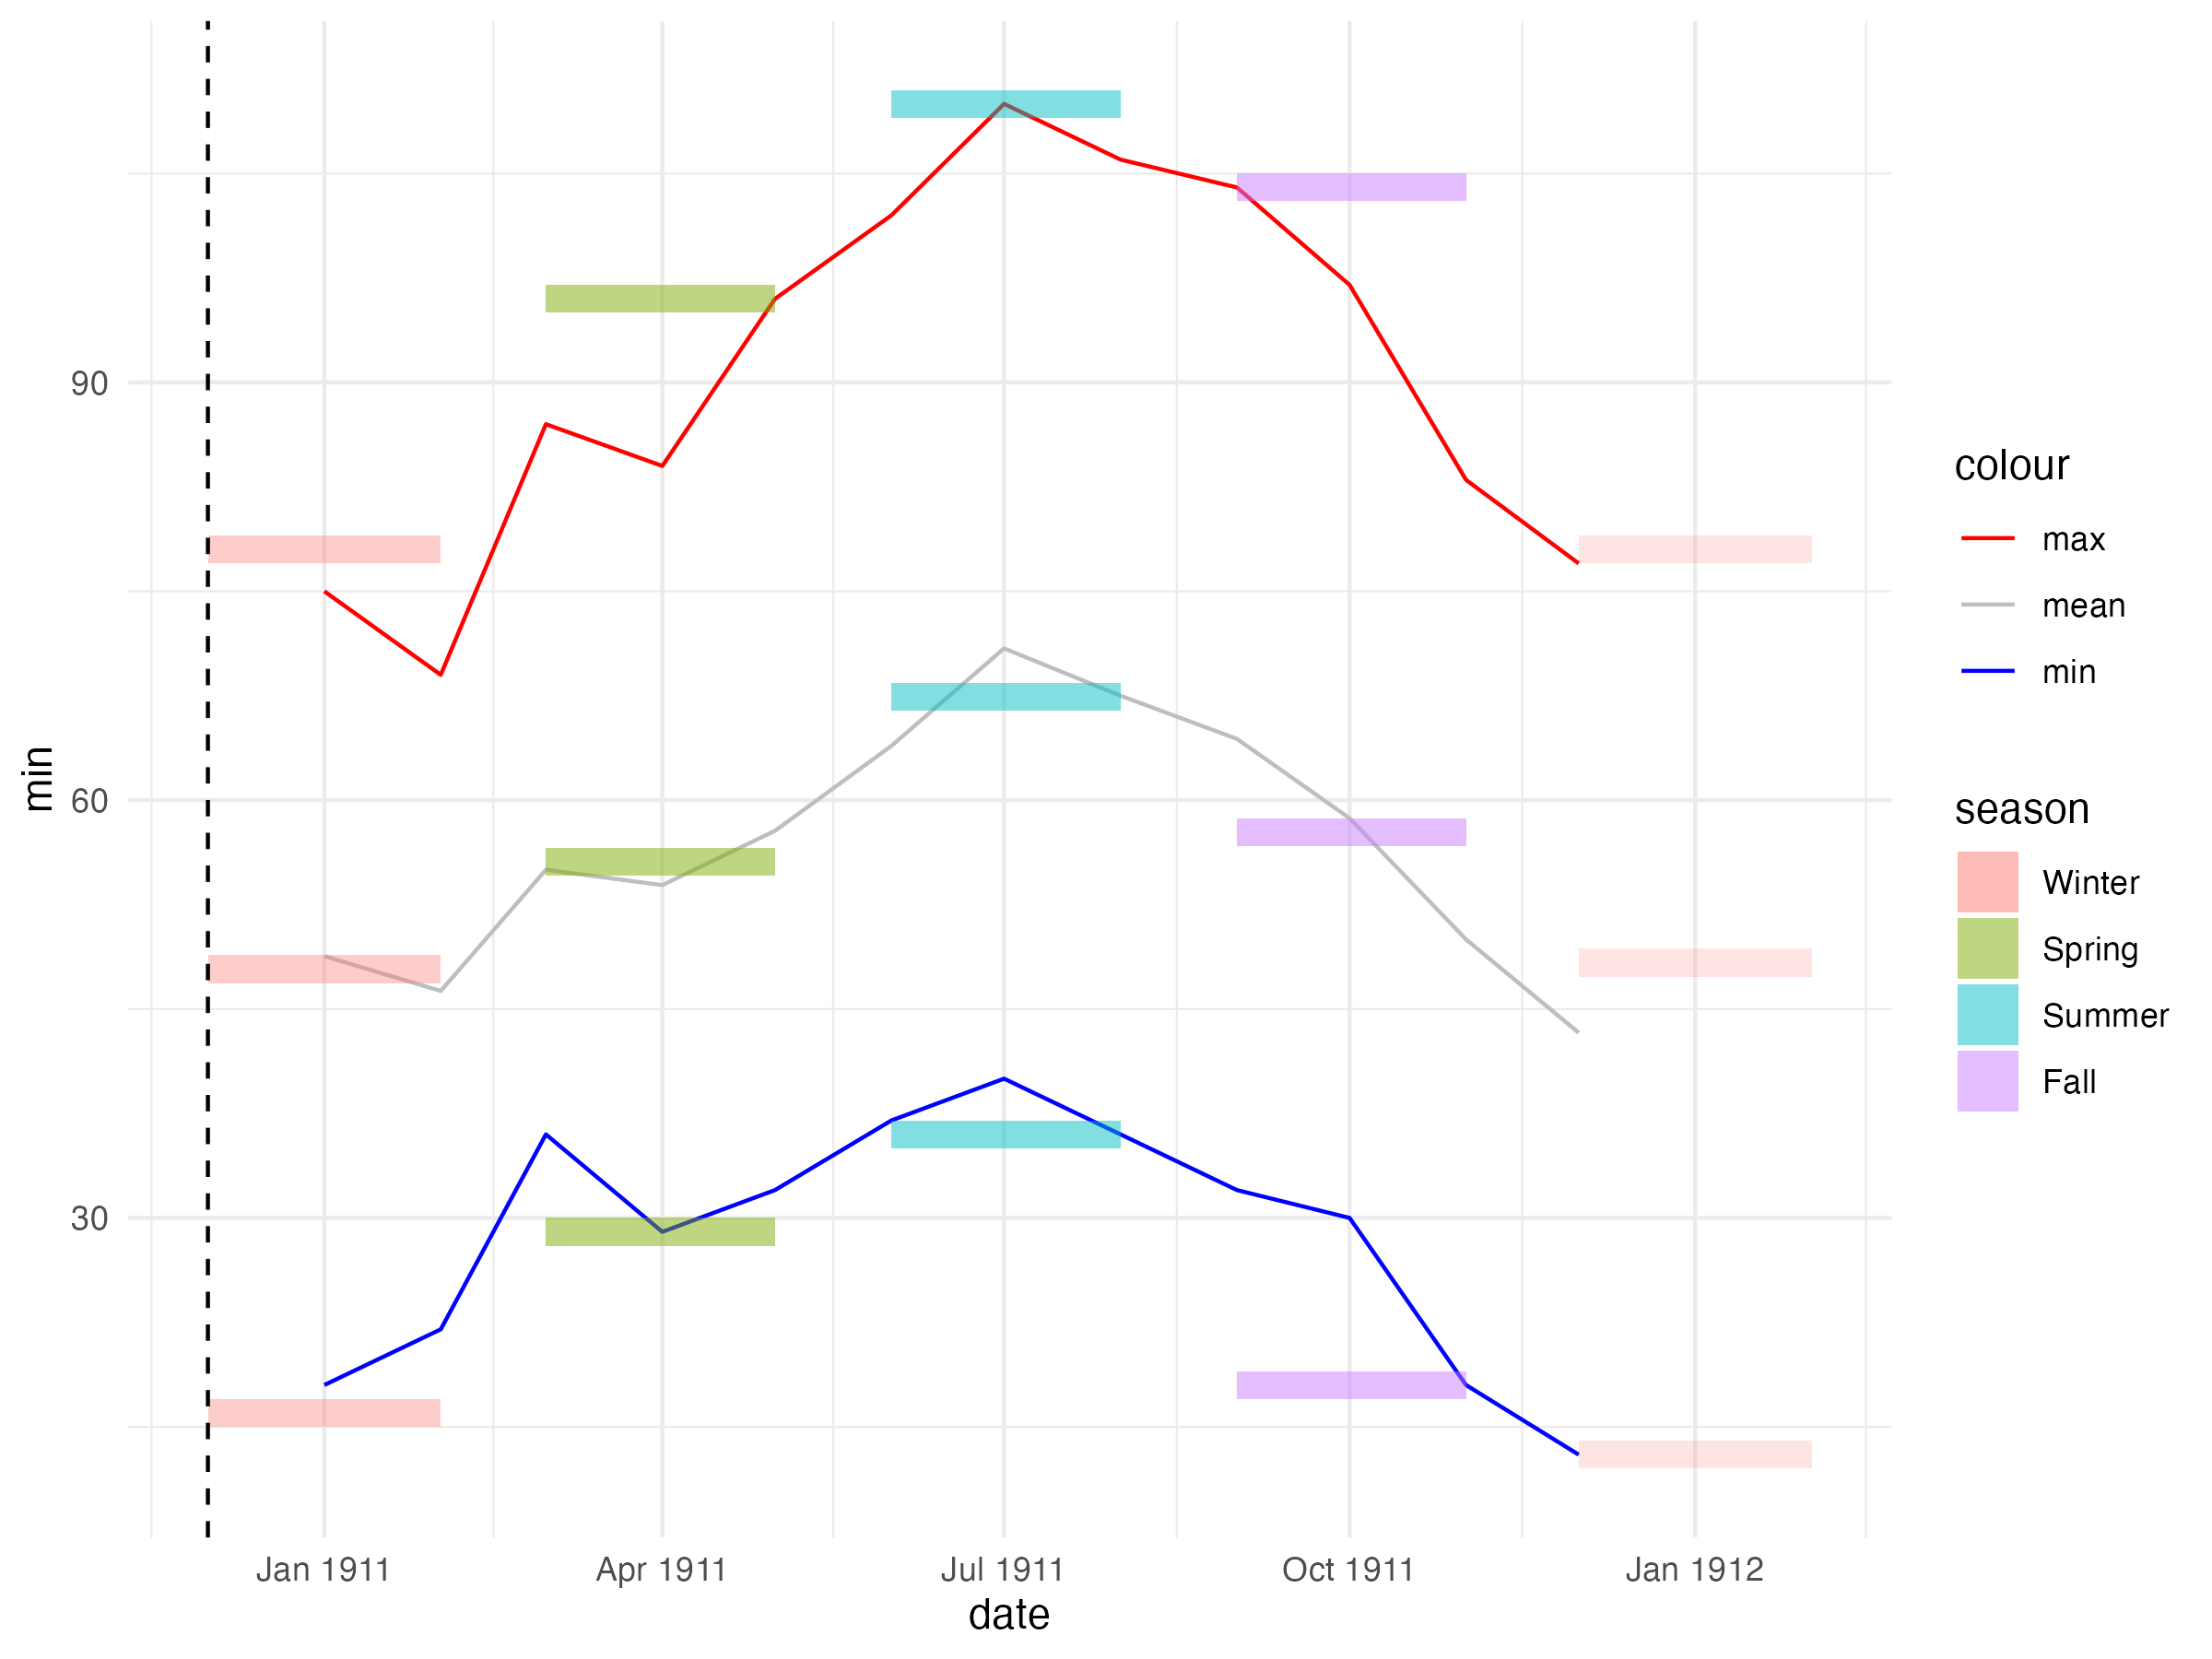 90
60
30
min
Jan 1911
Apr 1911
Jul 1911
Oct 1911
Jan 1912
date
colour
max
mean
min
season
Winter
Spring
Summer
Fall